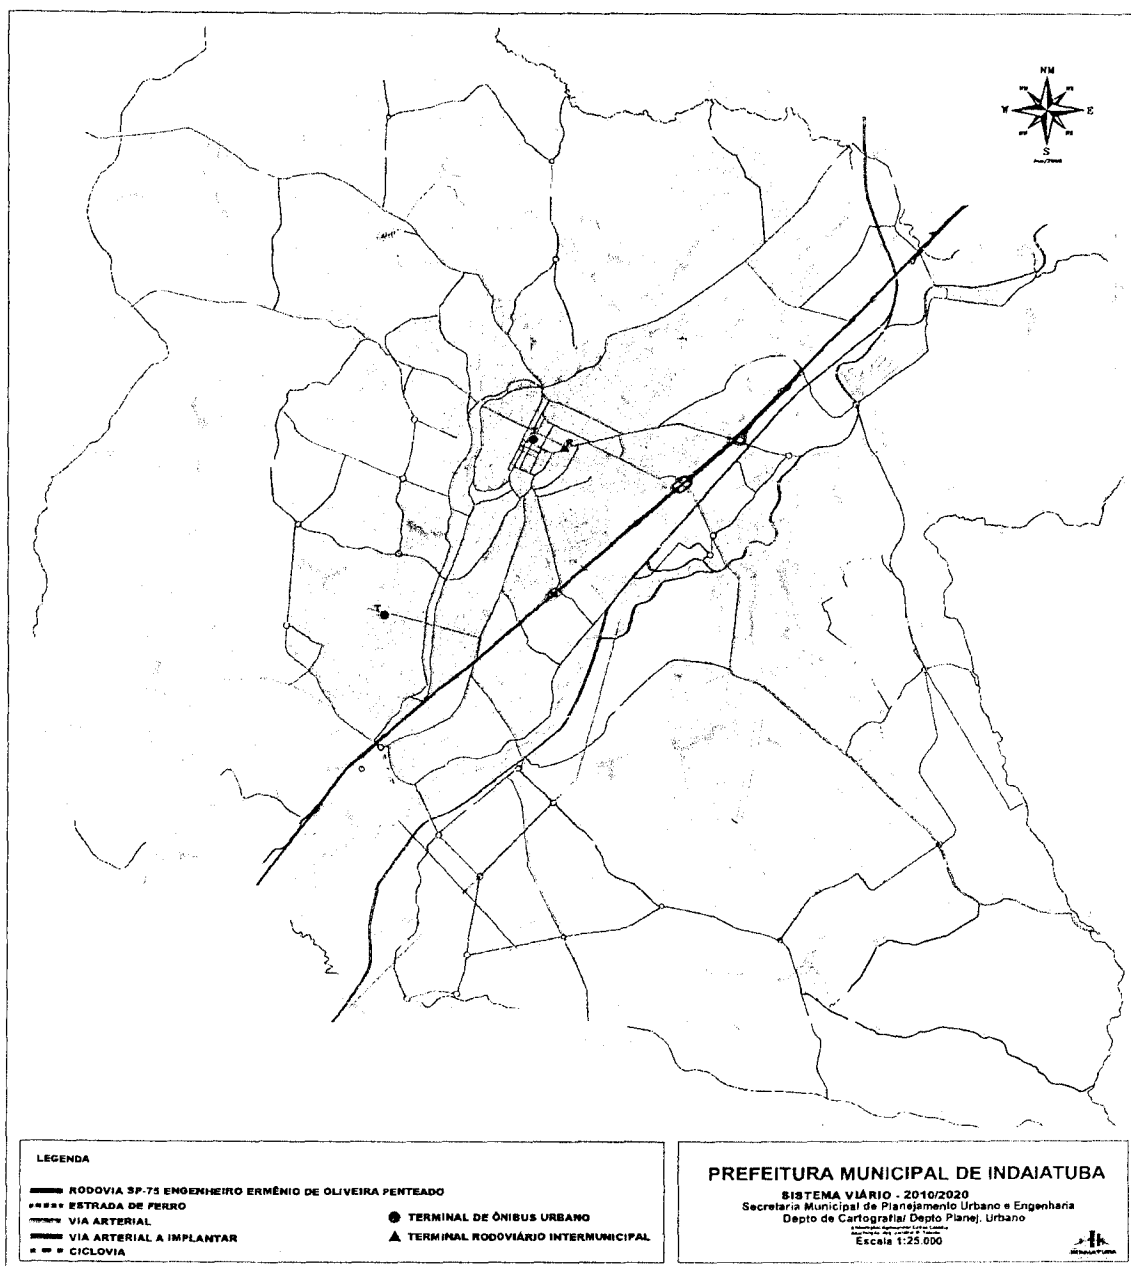 NM
W
E
S
T
R
T
LEGENDA
RODOVIA SP-75 ENGENHEIRO ERMÊNIO DE OLIVEIRA PENTEADO
ESTRADA DE FERRO
VIA ARTERIAL
VIA ARTERIAL A IMPLANTAR
CICLOVIA
TERMINAL DE ÔNIBUS URBANO
TERMINAL RODOVIÁRIO INTERMUNICIPAL
PREFEITURA MUNICIPAL DE INDAIATUBA
SISTEMA VIÁRIO - 2010/2020
Secretaria Municipal de Planejamento Urbano e Engenharia
Depto de Cartografia/ Depto Planej. Urbano
Escala 1:25.000
INDAIATUBA